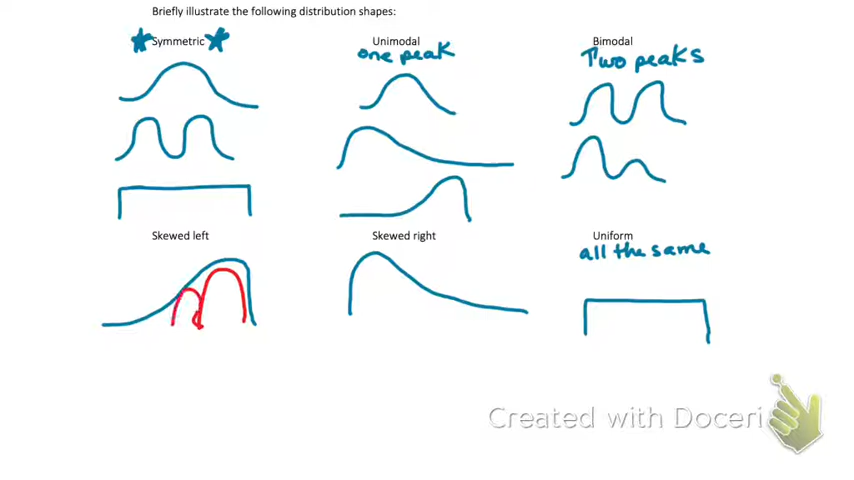 Briefly illustrate the following distribution shapes:
Symmetric
Unimodal
one peak
Bimodal
Two peaks
Skewed left
Skewed right
Uniform
all the same
Created with Doceri